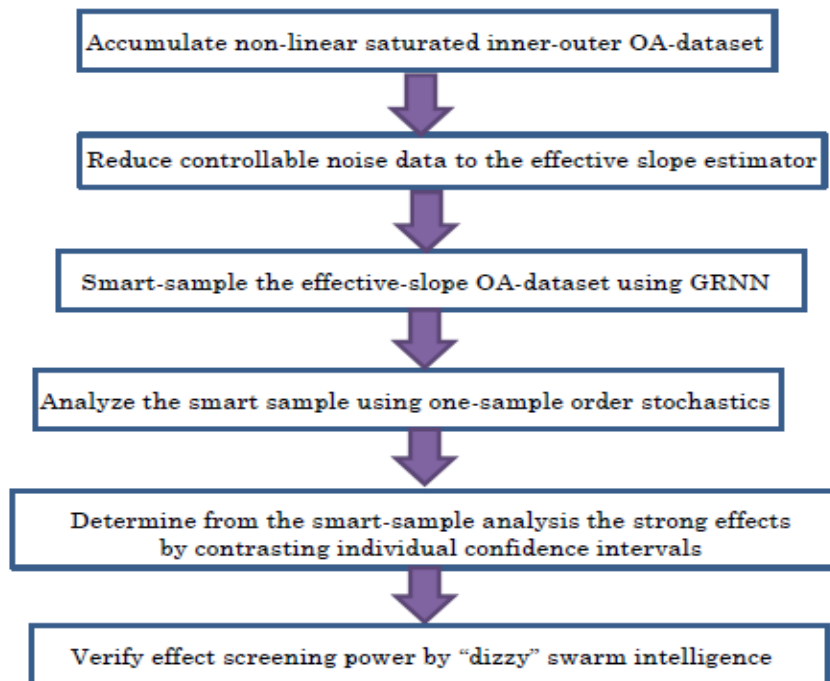 Accumulate non-linear saturated inner-outer OA-dataset
Reduce controllable noise data to the effective slope estimator
Smart-sample the effective-slope OA-dataset using GRNN
Analyze the smart sample using one-sample order stochastics
Determine from the smart-sample analysis the strong effects
by contrasting individual confidence intervals
Verify effect screening power by “dizzy” swarm intelligence